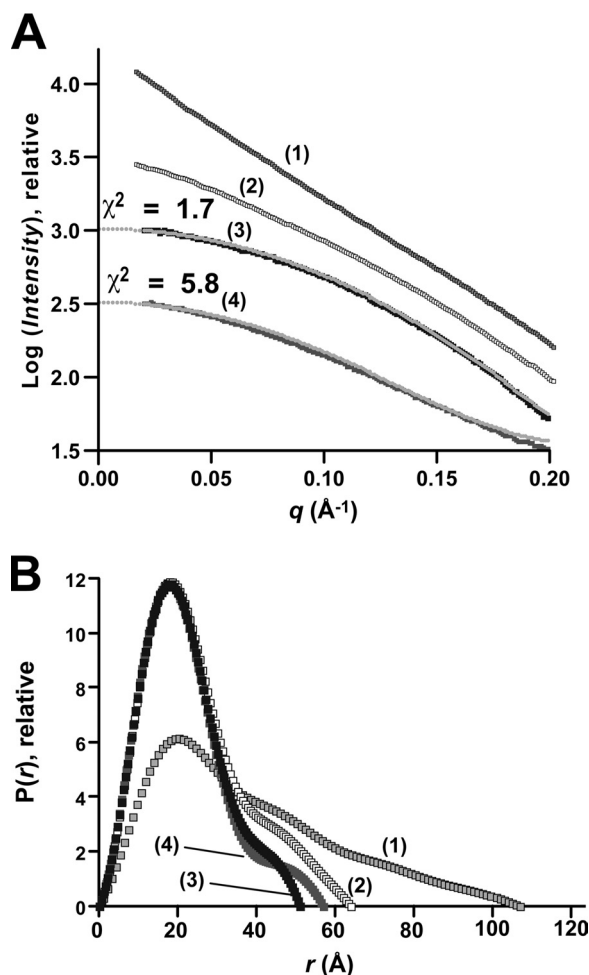 A
Log (Intensity), relative
4.0
3.5
3.0
2.5
2.0
1.5
(1)
(2)
χ² = 1.7
(3)
χ² = 5.8
(4)
0.00 0.05 0.10 0.15 0.20
q (Å⁻¹)
B
P(r), relative
12
10
8
6
4
2
0
(1)
(4)
(3)
(2)
0 20 40 60 80 100 120
r (Å)